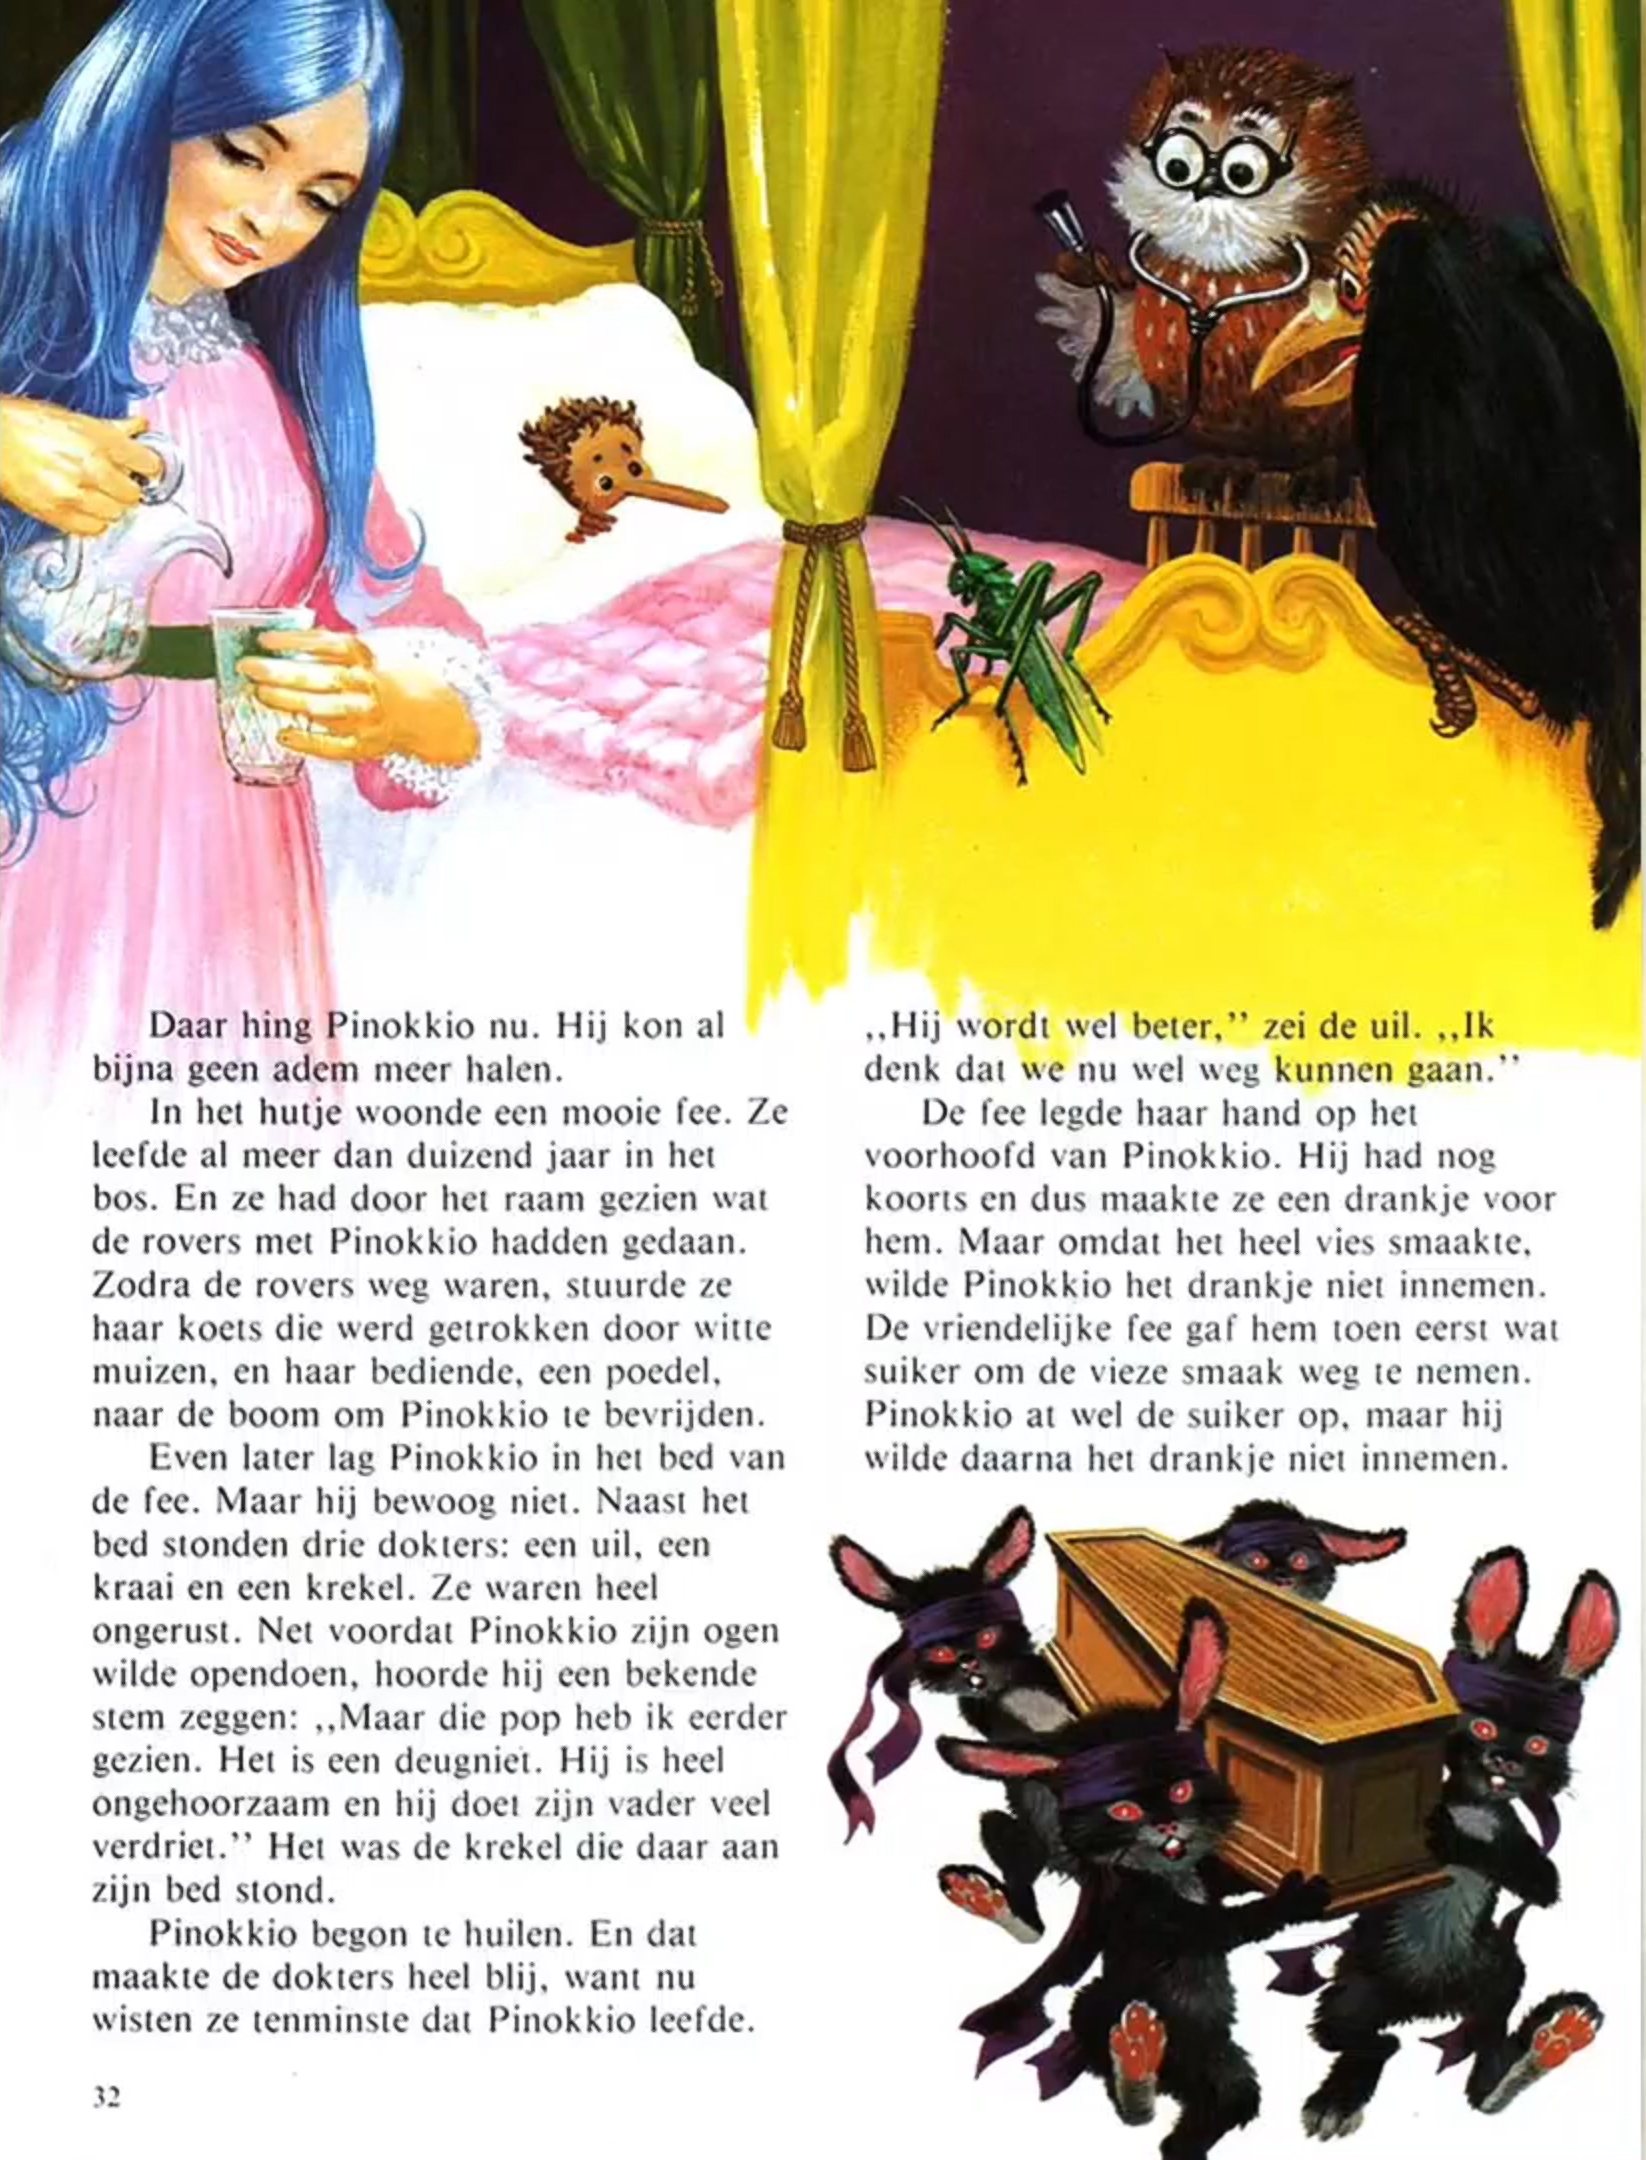 Daar hing Pinokkio nu. Hij kon al
bijna geen adem meer halen.
In het hutje woonde een mooie fee. Ze
leefde al meer dan duizend jaar in het
bos. En ze had door het raam gezien wat
de rovers met Pinokkio hadden gedaan.
Zodra de rovers weg waren, stuurde ze
haar koets die werd getrokken door witte
muizen, en haar bediende, een poedel,
naar de boom om Pinokkio te bevrijden.
Even later lag Pinokkio in het bed van
de fee. Maar hij bewoog niet. Naast het
bed stonden drie dokters: een uil, een
kraai en een krekel. Ze waren heel
ongerust. Net voordat Pinokkio zijn ogen
wilde opendoen, hoorde hij een bekende
stem zeggen: ,,Maar die pop heb ik eerder
gezien. Het is een deugniet. Hij is heel
ongehoorzaam en hij doet zijn vader veel
verdriet.’’ Het was de krekel die daar aan
zijn bed stond.
Pinokkio begon te huilen. En dat
maakte de dokters heel blij, want nu
wisten ze tenminste dat Pinokkio leefde.
,,Hij wordt wel beter,’’ zei de uil. ,,Ik
denk dat we nu wel weg kunnen gaan.’’
De fee legde haar hand op het
voorhoofd van Pinokkio. Hij had nog
koorts en dus maakte ze een drankje voor
hem. Maar omdat het heel vies smaakte,
wilde Pinokkio het drankje niet innemen.
De vriendelijke fee gaf hem toen eerst wat
suiker om de vieze smaak weg te nemen.
Pinokkio at wel de suiker op, maar hij
wilde daarna het drankje niet innemen.
32